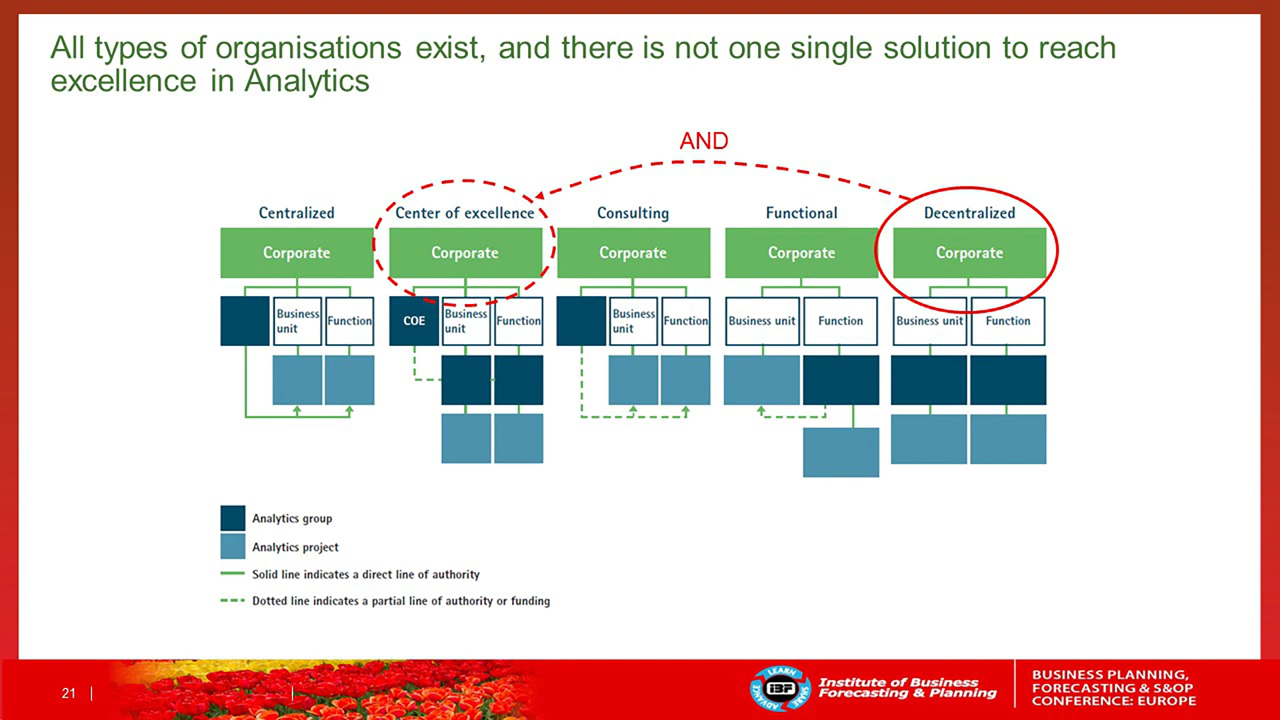 All types of organisations exist, and there is not one single solution to reach
excellence in Analytics
AND
Centralized
Center of excellence
Consulting
Functional
Decentralized
Corporate
Corporate
Corporate
Corporate
Corporate
Business
unit
Function
COE
Business
unit
Function
Business
unit
Function
Business unit
Function
Business unit
Function
Analytics group
Analytics project
Solid line indicates a direct line of authority
Dotted line indicates a partial line of authority or funding
21
LEARN
SHARE
ADVANCE
IBF
Institute of Business
Forecasting & Planning
BUSINESS PLANNING,
FORECASTING & S&OP
CONFERENCE: EUROPE